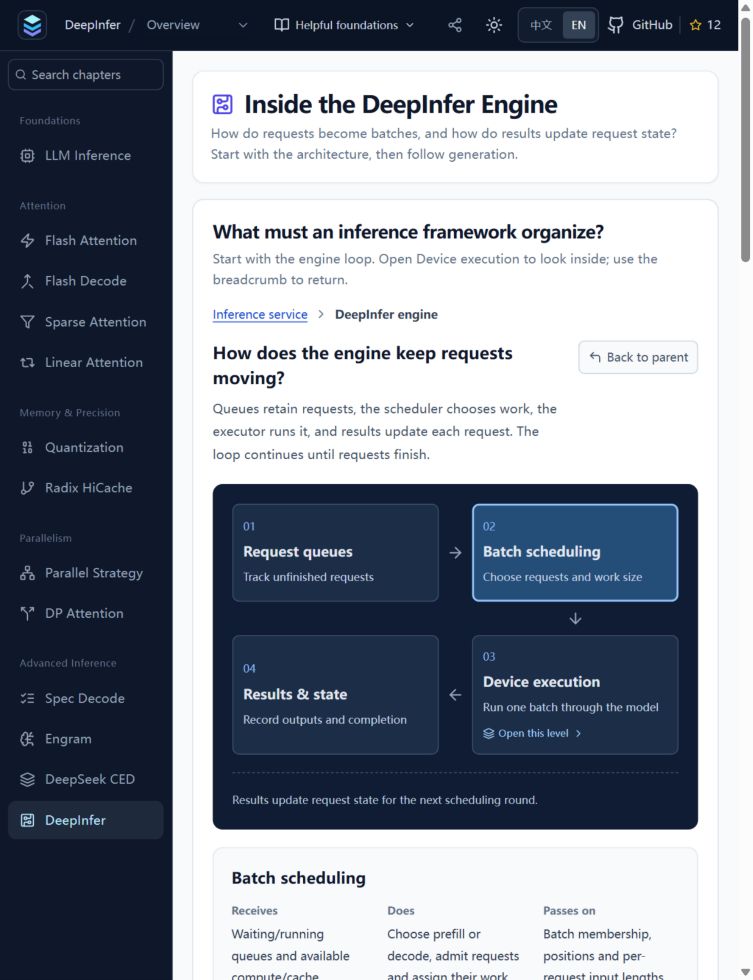 DeepInfer / Overview
Helpful foundations
中文
EN
GitHub
12
Search chapters
Foundations
LLM Inference
Attention
Flash Attention
Flash Decode
Sparse Attention
Linear Attention
Memory & Precision
Quantization
Radix HiCache
Parallelism
Parallel Strategy
DP Attention
Advanced Inference
Spec Decode
Engram
DeepSeek CED
DeepInfer
Inside the DeepInfer Engine
How do requests become batches, and how do results update request state?
Start with the architecture, then follow generation.
What must an inference framework organize?
Start with the engine loop. Open Device execution to look inside; use the
breadcrumb to return.
Inference service > DeepInfer engine
How does the engine keep requests
moving?
Back to parent
Queues retain requests, the scheduler chooses work, the
executor runs it, and results update each request. The
loop continues until requests finish.
01
Request queues
Track unfinished requests
02
Batch scheduling
Choose requests and work size
04
Results & state
Record outputs and completion
03
Device execution
Run one batch through the model
Open this level >
Results update request state for the next scheduling round.
Batch scheduling
Receives
Waiting/running
queues and available
compute/cache
Does
Choose prefill or
decode, admit requests
and assign their work
Passes on
Batch membership,
positions and per-
request input lengths